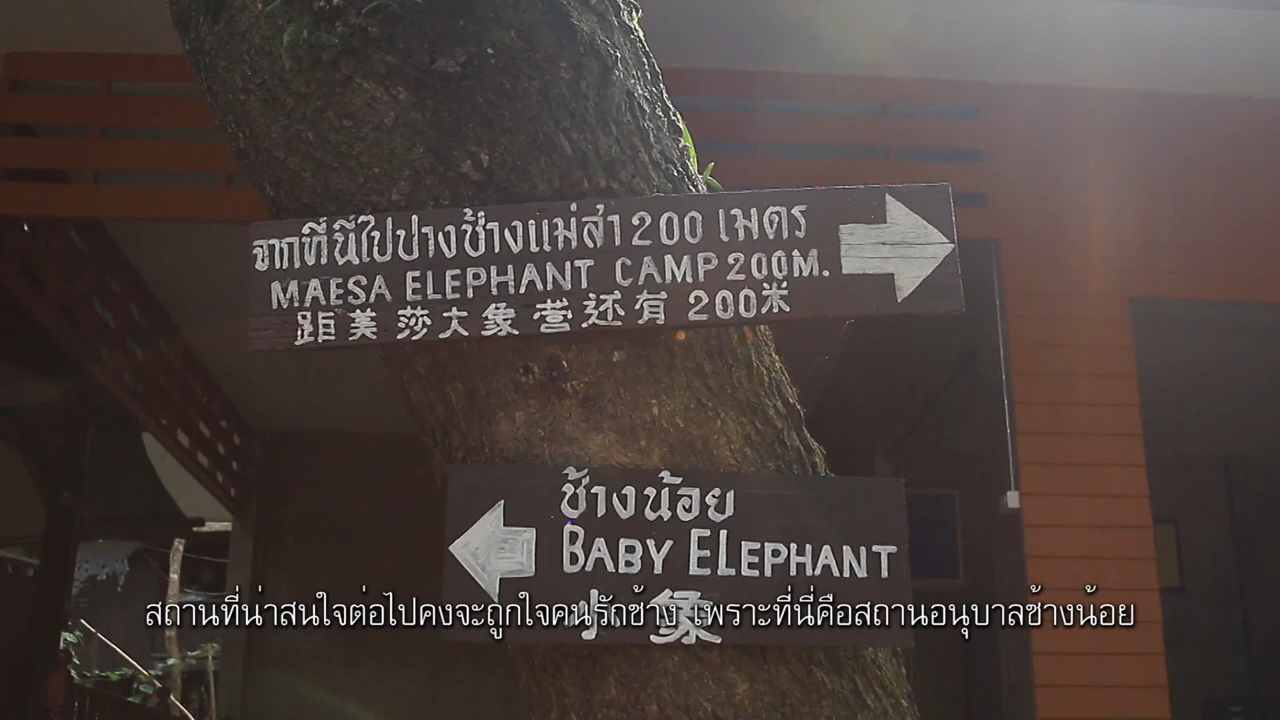 จากที่นี่ไปปางช้างแม่สา 200 เมตร
MAESA ELEPHANT CAMP 200M.
距美莎大象营还有 200米
ช้างน้อย
BABY ELEPHANT
小象
สถานที่น่าสนใจต่อไปคงจะถูกใจคนรักช้าง เพราะที่นี่คือสถานอนุบาลช้างน้อย